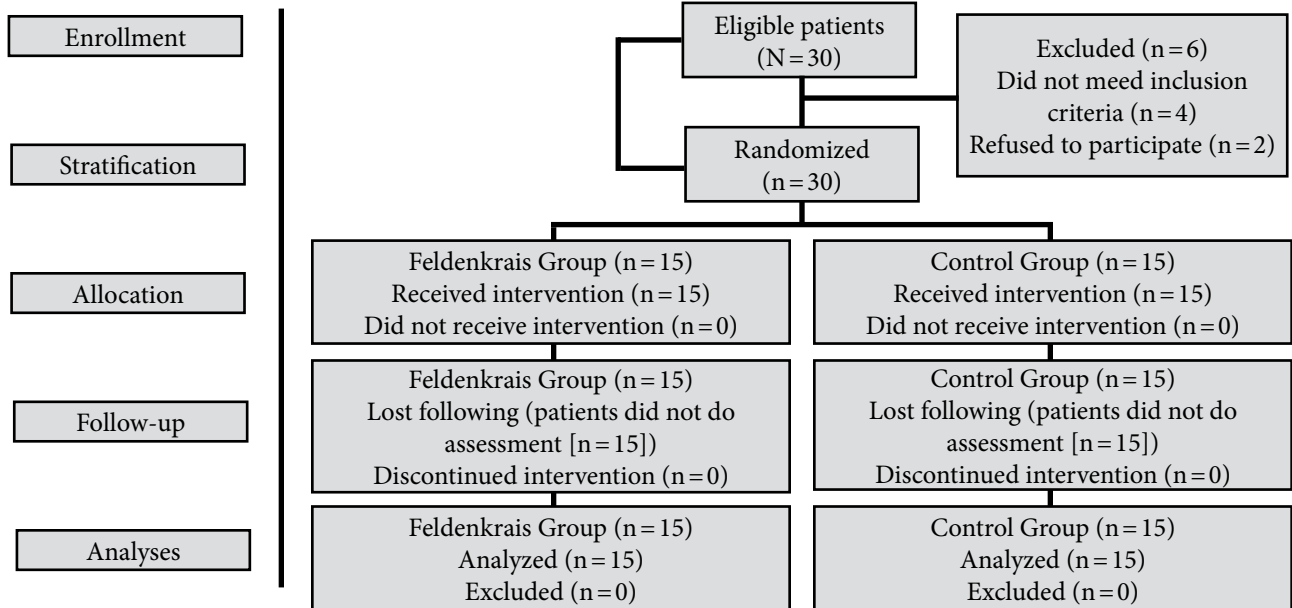 Enrollment
Eligible patients
(N = 30)
Excluded (n = 6)
Did not meed inclusion
criteria (n = 4)
Refused to participate (n = 2)
Stratification
Randomized
(n = 30)
Allocation
Feldenkrais Group (n = 15)
Received intervention (n = 15)
Did not receive intervention (n = 0)
Control Group (n = 15)
Received intervention (n = 15)
Did not receive intervention (n = 0)
Follow-up
Feldenkrais Group (n = 15)
Lost following (patients did not do
assessment [n = 15])
Discontinued intervention (n = 0)
Control Group (n = 15)
Lost following (patients did not do
assessment [n = 15])
Discontinued intervention (n = 0)
Analyses
Feldenkrais Group (n = 15)
Analyzed (n = 15)
Excluded (n = 0)
Control Group (n = 15)
Analyzed (n = 15)
Excluded (n = 0)